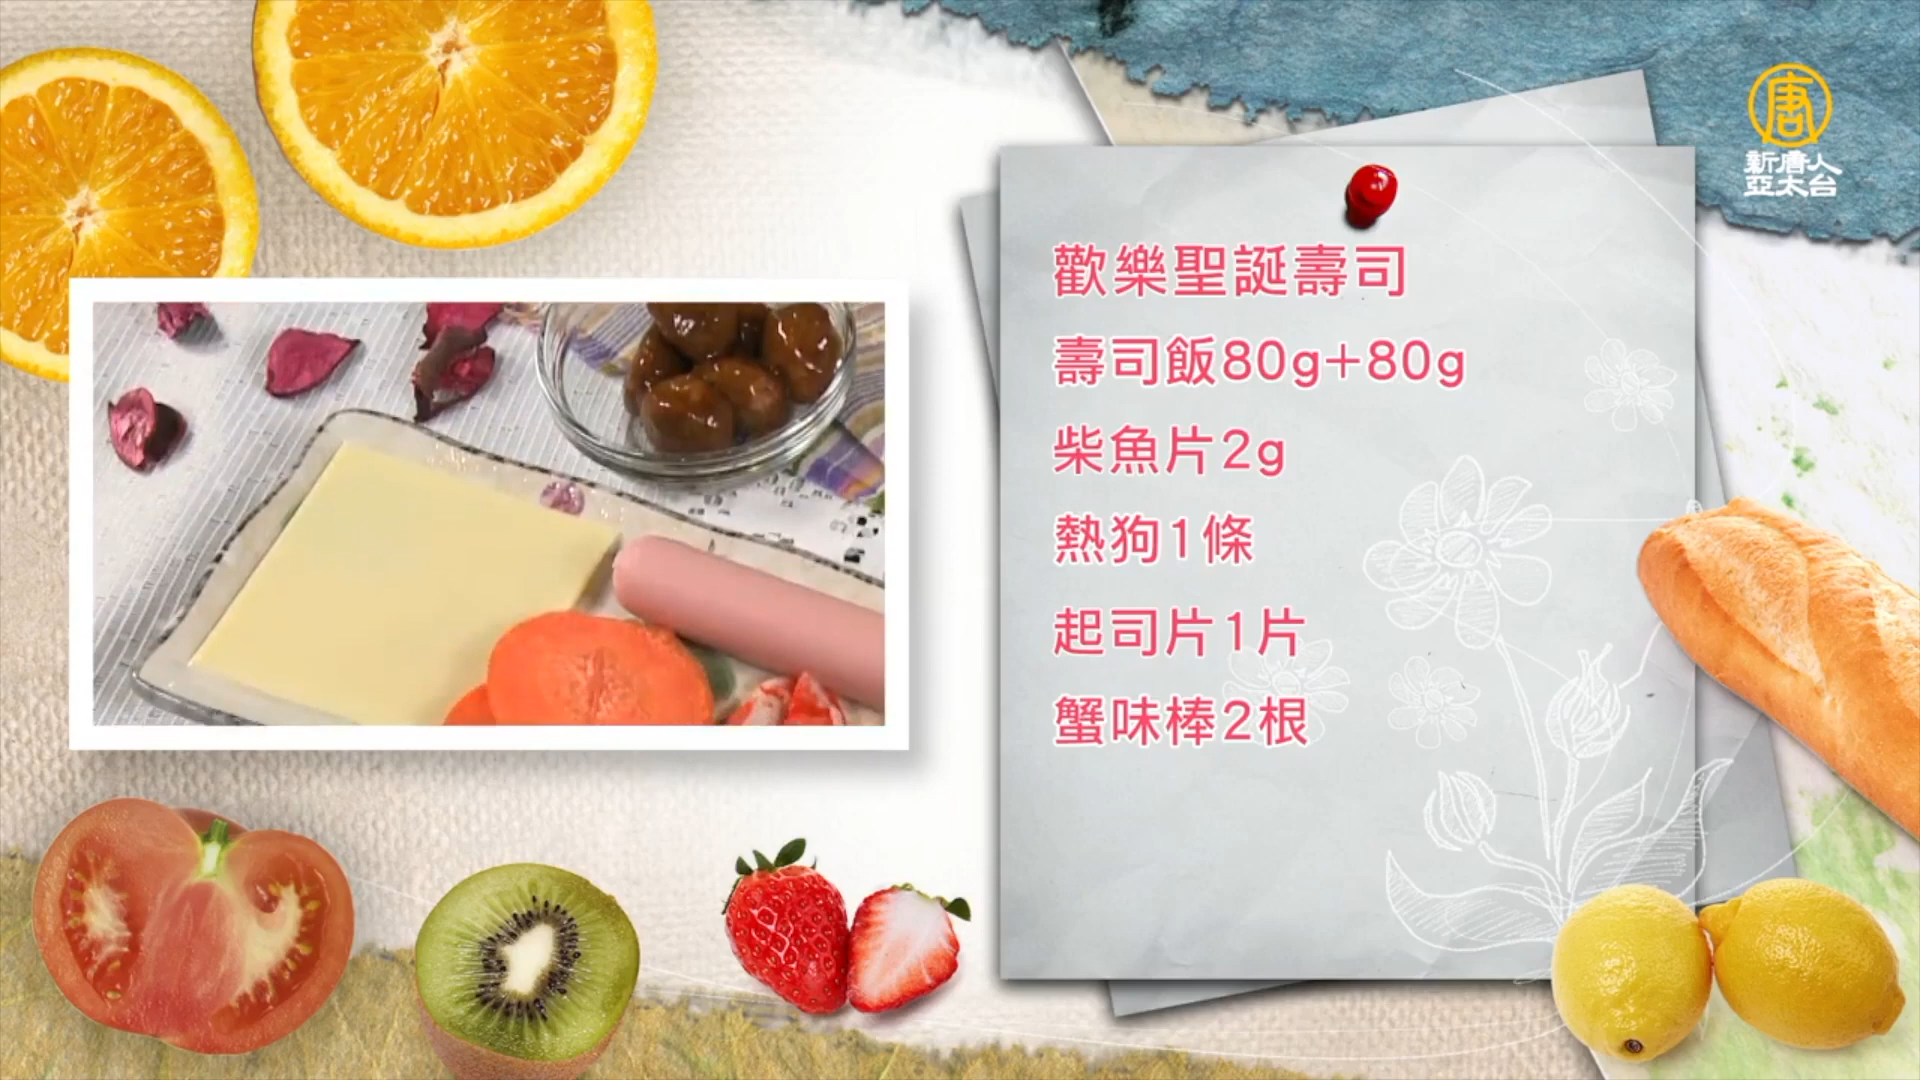 唐
新唐人
亞太台
歡樂聖誕壽司
壽司飯80g+80g
柴魚片2g
熱狗1條
起司片1片
蟹味棒2根